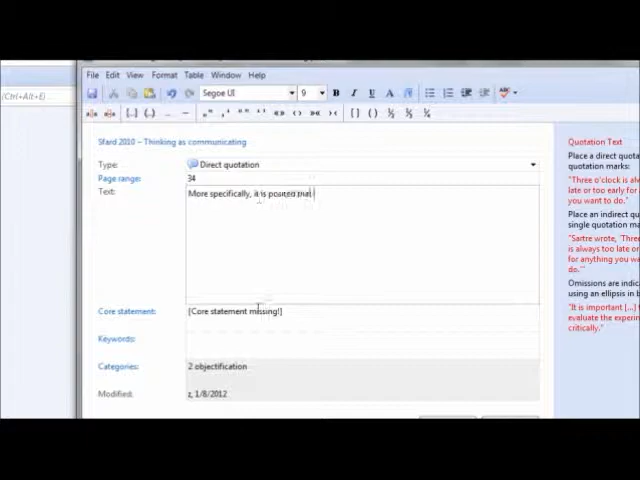 (Ctrl+Alt+E)...
File Edit View Format Table Window Help
Segoe UI 9 B I U A
[...] [...] ... – " „ " " ‹› «» ‹› »‹ [ ] ( )
Sfard 2010 – Thinking as communicating
Type: Direct quotation
Page range: 34
Text: More specifically, it is posited that
Core statement: [Core statement missing!]
Keywords:
Categories: 2 objectification
Modified: z, 1/8/2012
Quotation Text
Place a direct quota
quotation marks:
"Three o'clock is alw
late or too early for a
you want to do."
Place an indirect quo
single quotation ma
"Sartre wrote, 'Three
is always too late or
for anything you wa
do.'"
Omissions are indic
using an ellipsis in b
"It is important [...] t
evaluate the experim
critically."